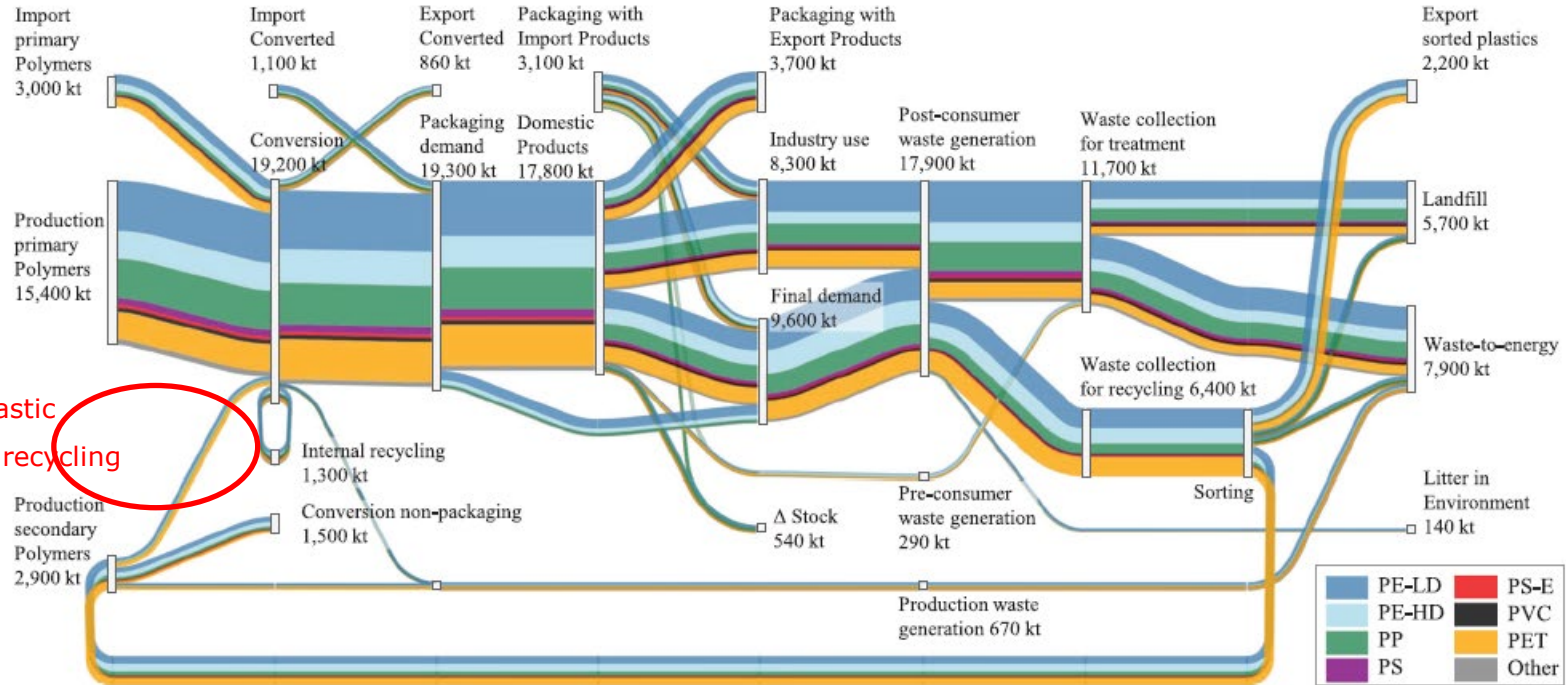 Import
primary
Polymers
3,000 kt
Import
Converted
1,100 kt
Export
Converted
860 kt
Packaging with
Import Products
3,100 kt
Packaging with
Export Products
3,700 kt
Export
sorted plastics
2,200 kt
Conversion
19,200 kt
Packaging
demand
19,300 kt
Domestic
Products
17,800 kt
Industry use
8,300 kt
Post-consumer
waste generation
17,900 kt
Waste collection
for treatment
11,700 kt
Production
primary
Polymers
15,400 kt
Landfill
5,700 kt
Final demand
9,600 kt
Waste-to-energy
7,900 kt
Waste collection
for recycling 6,400 kt
astic
recycling
Internal recycling
1,300 kt
Conversion non-packaging
1,500 kt
Production
secondary
Polymers
2,900 kt
Δ Stock
540 kt
Pre-consumer
waste generation
290 kt
Sorting
Litter in
Environment
140 kt
Production waste
generation 670 kt
PE-LD
PE-HD
PP
PS
PS-E
PVC
PET
Other